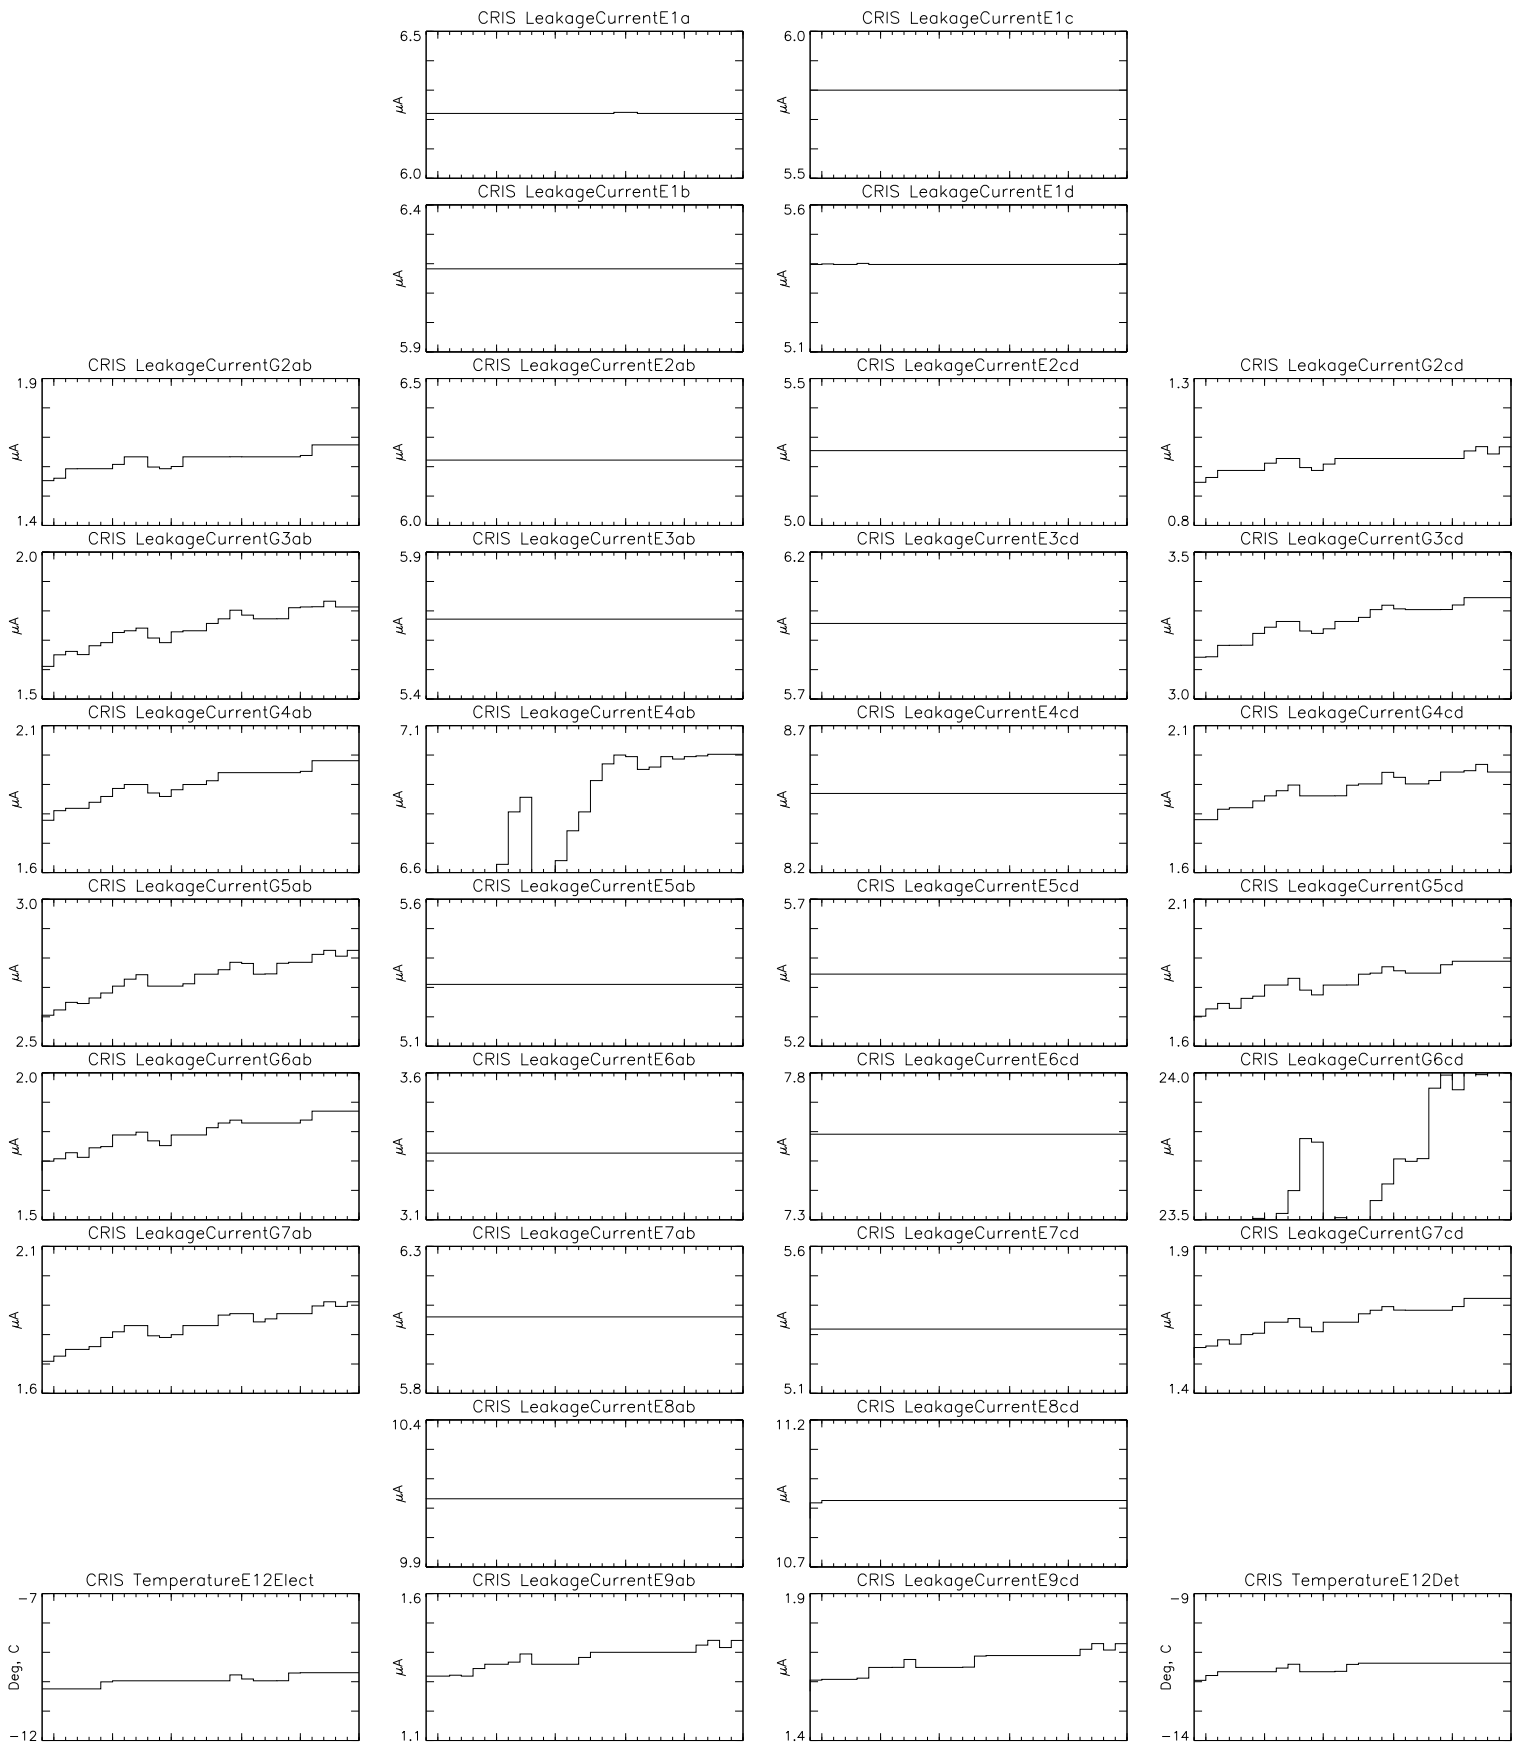 CRIS LeakageCurrentE1a
6.5
μA
6.0
CRIS LeakageCurrentE1c
6.0
μA
5.5
CRIS LeakageCurrentE1b
6.4
μA
5.9
CRIS LeakageCurrentE1d
5.6
μA
5.1
CRIS LeakageCurrentG2ab
1.9
μA
1.4
CRIS LeakageCurrentE2ab
6.5
μA
6.0
CRIS LeakageCurrentE2cd
5.5
μA
5.0
CRIS LeakageCurrentG2cd
1.3
μA
0.8
CRIS LeakageCurrentG3ab
2.0
μA
1.5
CRIS LeakageCurrentE3ab
5.9
μA
5.4
CRIS LeakageCurrentE3cd
6.2
μA
5.7
CRIS LeakageCurrentG3cd
3.5
μA
3.0
CRIS LeakageCurrentG4ab
2.1
μA
1.6
CRIS LeakageCurrentE4ab
7.1
μA
6.6
CRIS LeakageCurrentE4cd
8.7
μA
8.2
CRIS LeakageCurrentG4cd
2.1
μA
1.6
CRIS LeakageCurrentG5ab
3.0
μA
2.5
CRIS LeakageCurrentE5ab
5.6
μA
5.1
CRIS LeakageCurrentE5cd
5.7
μA
5.2
CRIS LeakageCurrentG5cd
2.1
μA
1.6
CRIS LeakageCurrentG6ab
2.0
μA
1.5
CRIS LeakageCurrentE6ab
3.6
μA
3.1
CRIS LeakageCurrentE6cd
7.8
μA
7.3
CRIS LeakageCurrentG6cd
24.0
μA
23.5
CRIS LeakageCurrentG7ab
2.1
μA
1.6
CRIS LeakageCurrentE7ab
6.3
μA
5.8
CRIS LeakageCurrentE7cd
5.6
μA
5.1
CRIS LeakageCurrentG7cd
1.9
μA
1.4
CRIS LeakageCurrentE8ab
10.4
μA
9.9
CRIS LeakageCurrentE8cd
11.2
μA
10.7
CRIS TemperatureE12Elect
-7
Deg, C
-12
CRIS LeakageCurrentE9ab
1.6
μA
1.1
CRIS LeakageCurrentE9cd
1.9
μA
1.4
CRIS TemperatureE12Det
-9
Deg, C
-14